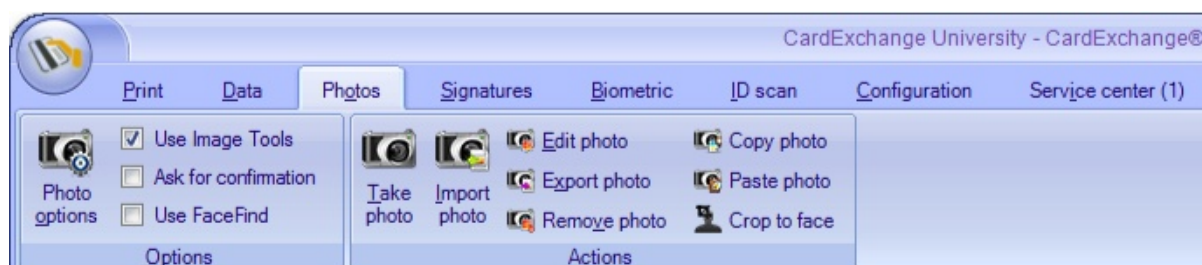 CardExchange University - CardExchange®
Print Data Photos Signatures Biometric ID scan Configuration Service center (1)
Use Image Tools
Ask for confirmation
Use FaceFind
Photo options
Options
Take photo
Import photo
Edit photo
Export photo
Remove photo
Copy photo
Paste photo
Crop to face
Actions